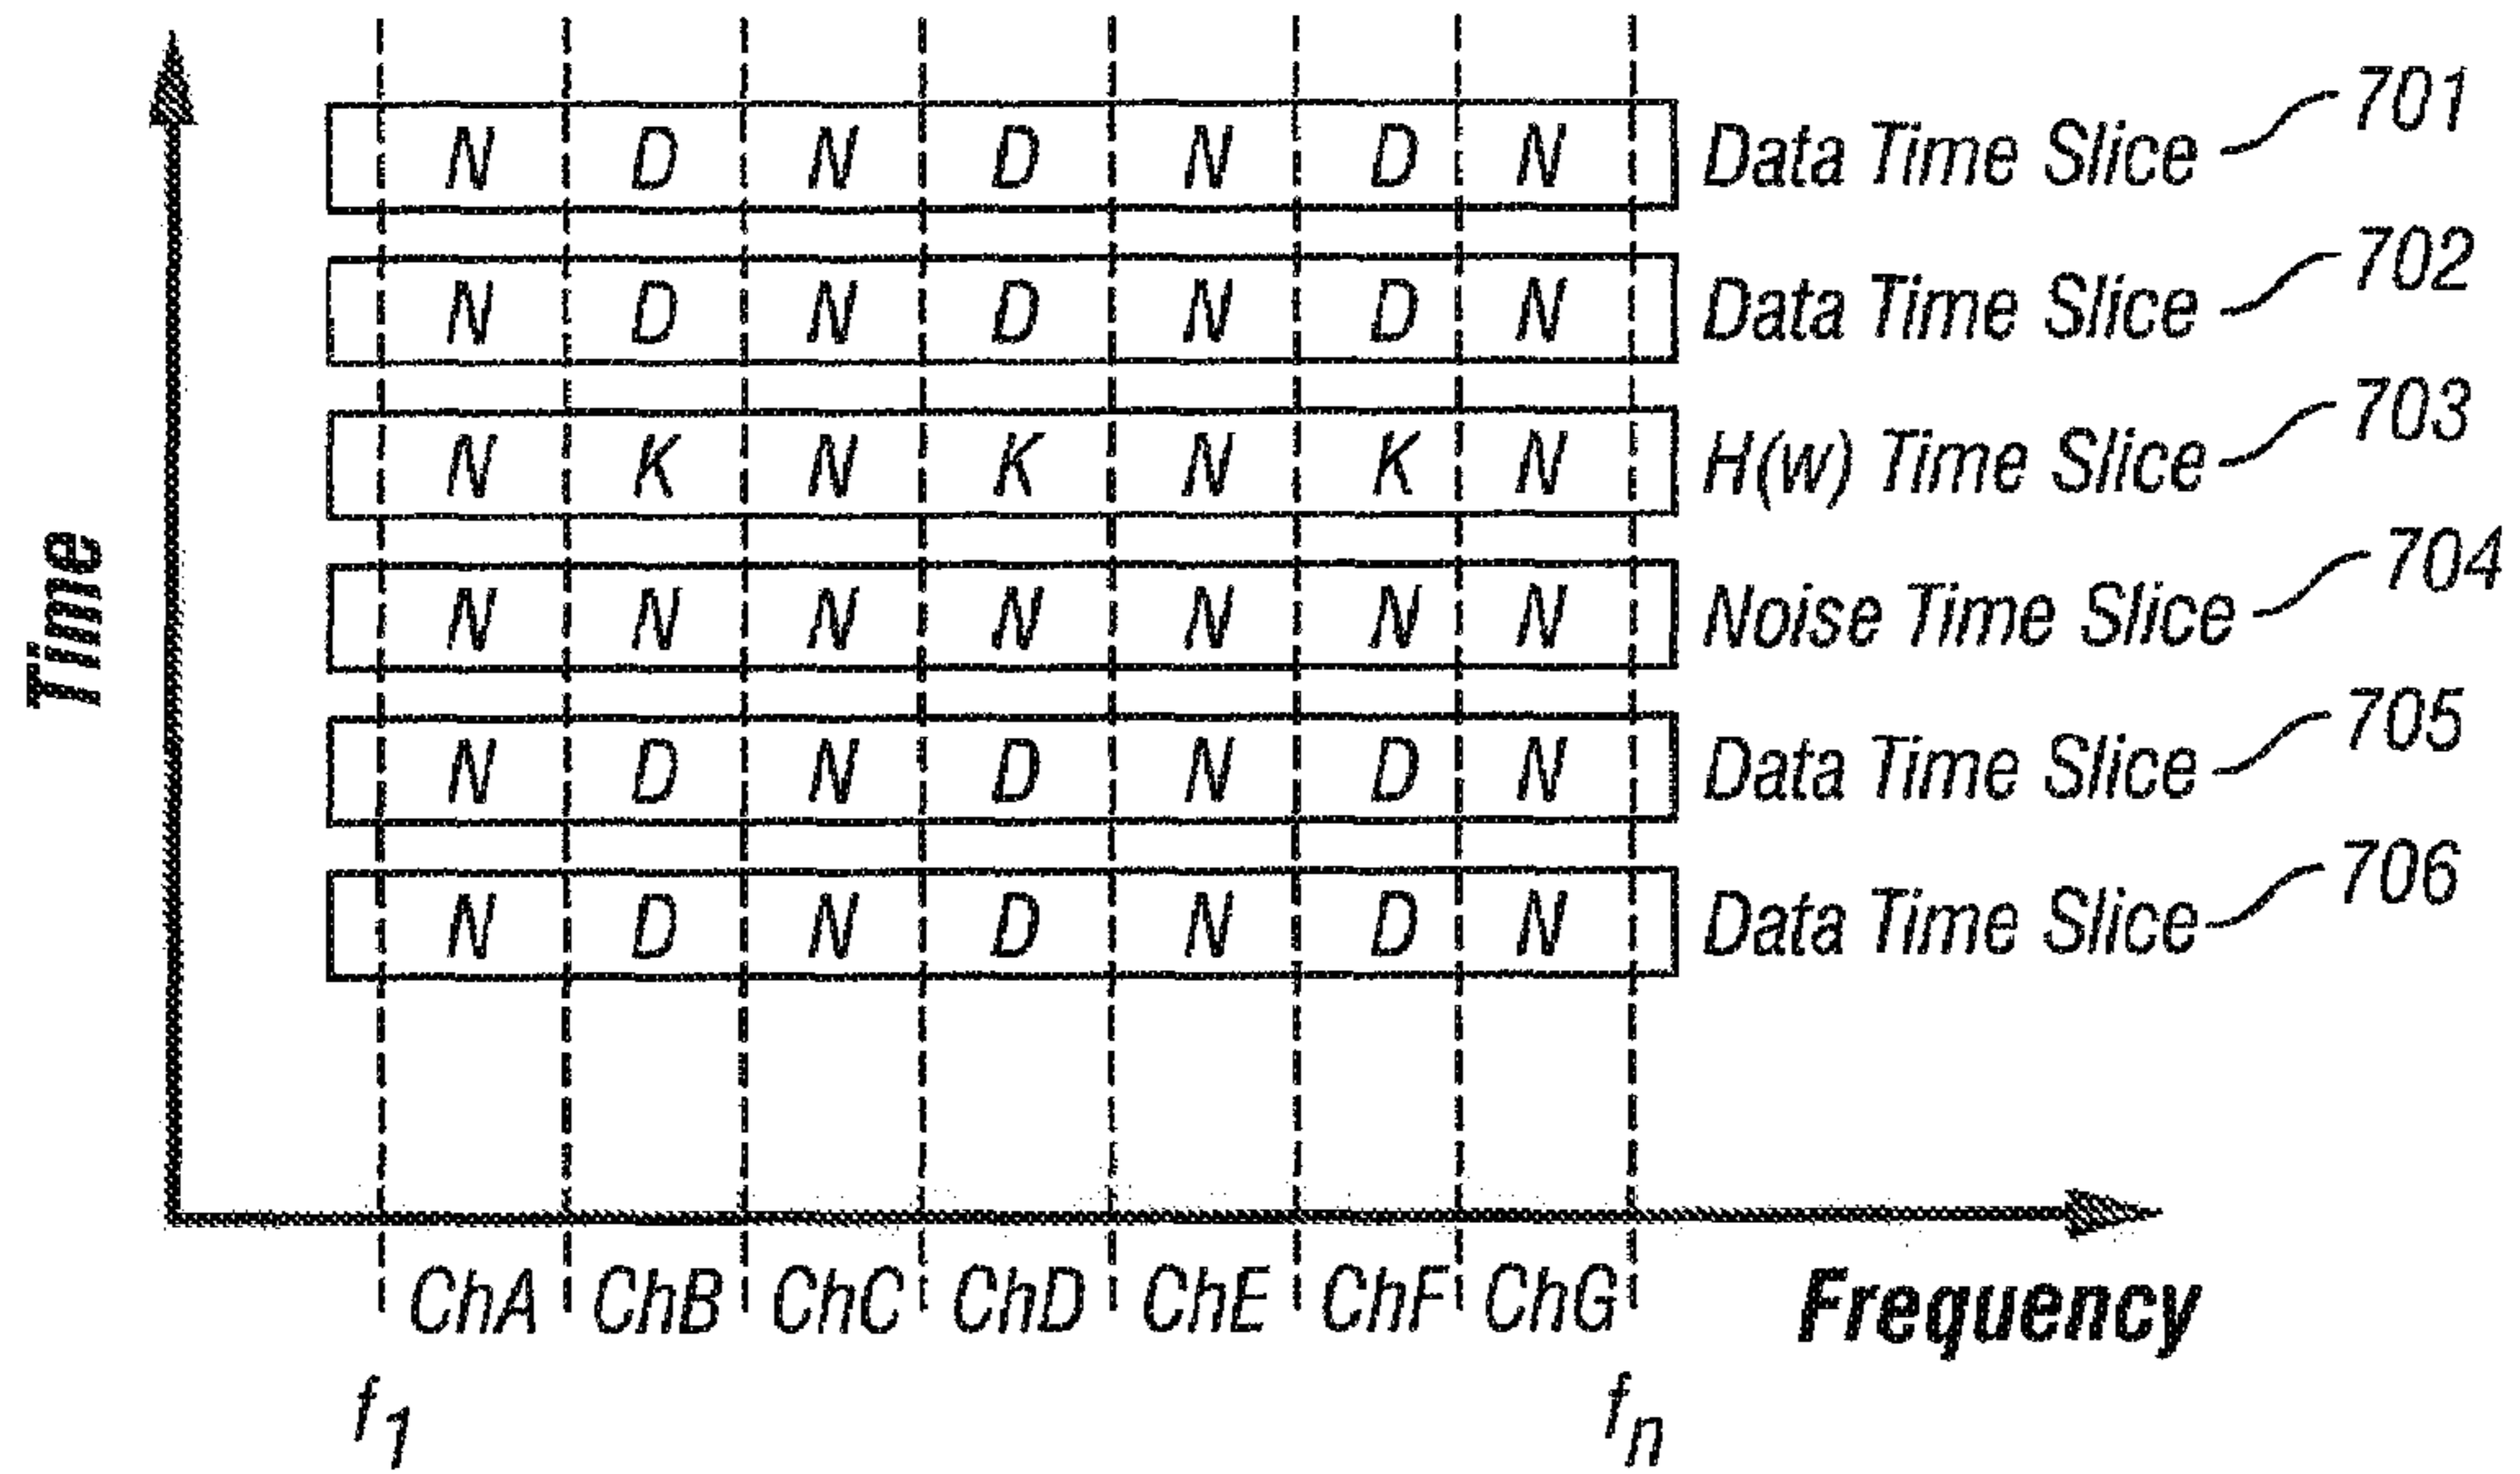 701
N D N D N D N Data Time Slice
702
N D N D N D N Data Time Slice
703
N K N K N K N H(w) Time Slice
704
N N N N N N N Noise Time Slice
Time
705
N D N D N D N Data Time Slice
706
N D N D N D N Data Time Slice
ChA ChB ChC ChD ChE ChF ChG Frequency
f1 fn